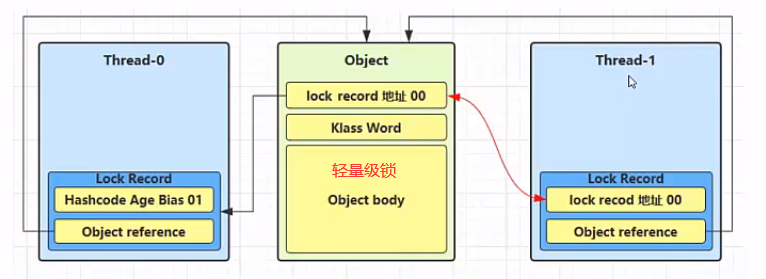 Thread-0
Lock Record
Hashcode Age Bias 01
Object reference
Object
lock record 地址 00
Klass Word
轻量级锁
Object body
Thread-1
Lock Record
lock recod 地址 00
Object reference